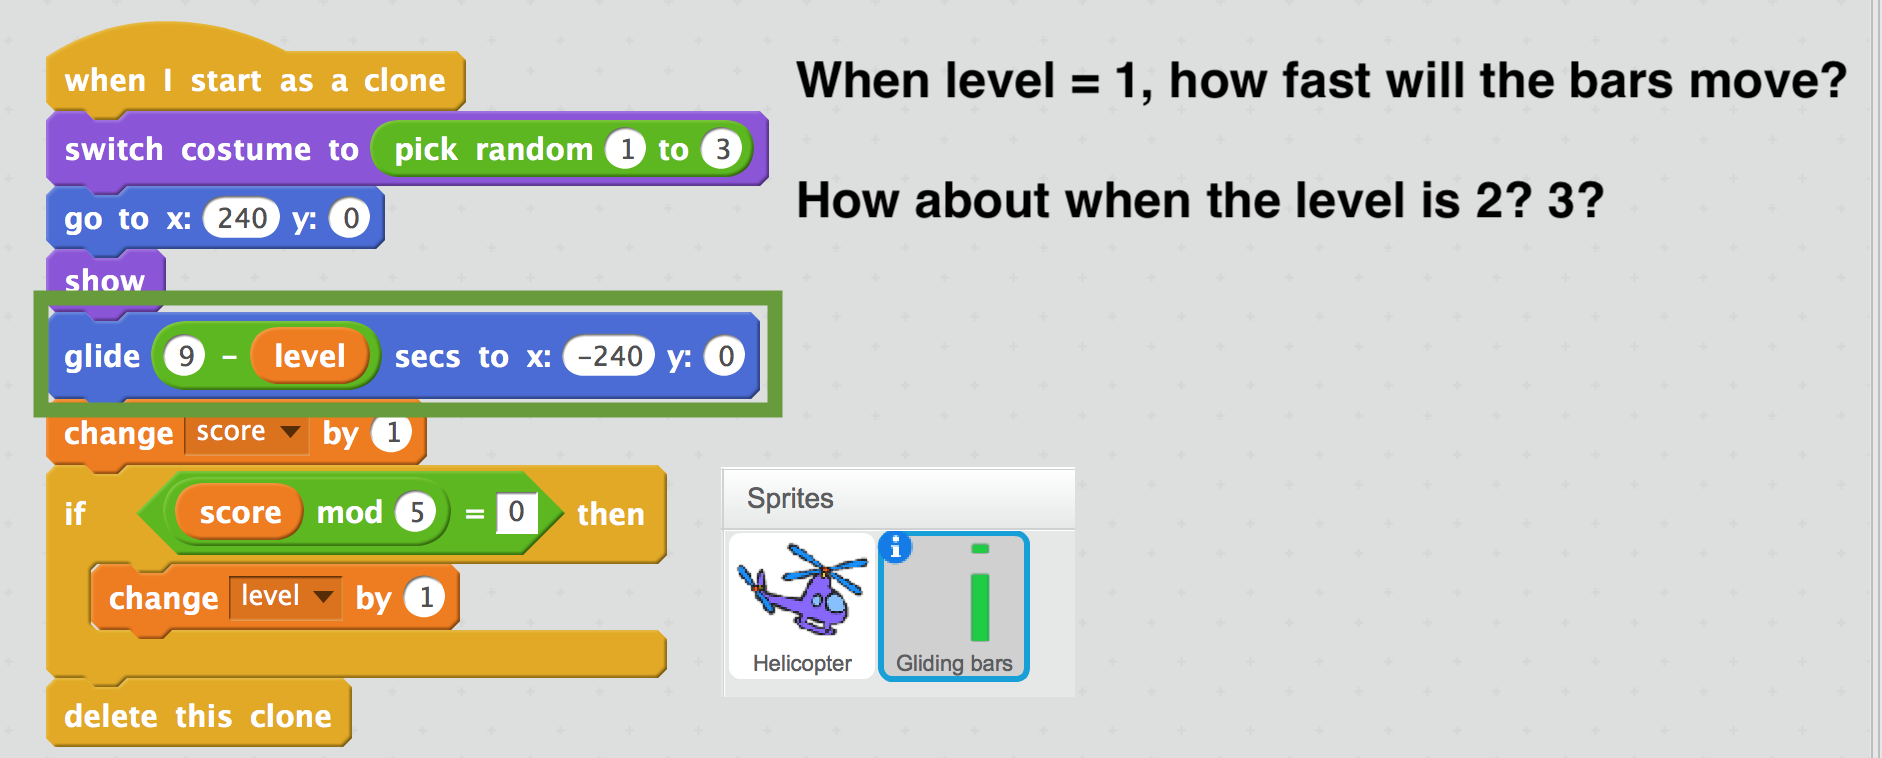 when I start as a clone
switch costume to pick random 1 to 3
go to x: 240 y: 0
show
glide 9 - level secs to x: -240 y: 0
change score by 1
if score mod 5 = 0 then
change level by 1
delete this clone
When level = 1, how fast will the bars move?
How about when the level is 2? 3?
Sprites
i
Helicopter
Gliding bars